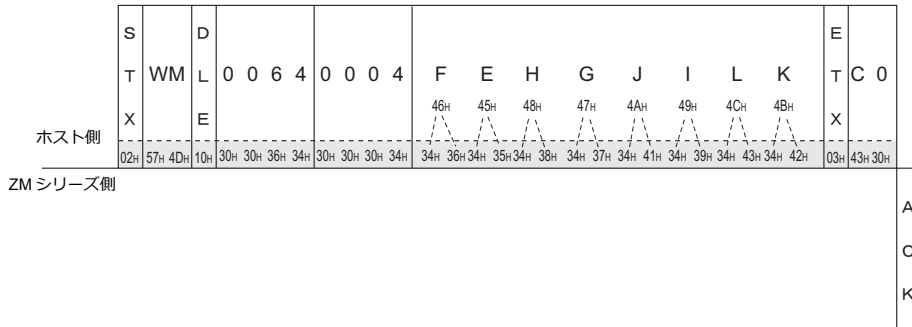 S D E
T WM L 0 0 6 4 0 0 0 4 F E H G J I L K T C 0
X E X
46H 45H 48H 47H 4AH 49H 4CH 4BH
ホスト側
02H 57H 4DH 10H 30H 30H 36H 34H 30H 30H 30H 34H 34H 36H 34H 35H 34H 38H 34H 37H 34H 41H 34H 39H 34H 43H 34H 42H 03H 43H 30H
ZM シリーズ側
A
C
K